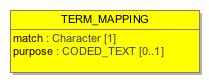 TERM_MAPPING
match : Character [1]
purpose : CODED_TEXT [0..1]